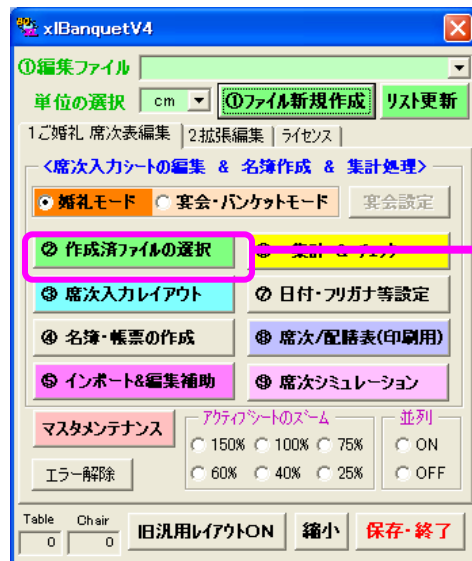 xlBanquetV4
①編集ファイル
単位の選択 cm ①ファイル新規作成 リスト更新
1ご婚礼 席次表編集 2拡張編集 ライセンス
<席次入力シートの編集 & 名簿作成 & 集計処理>
婚礼モード 宴会・バンケットモード 宴会設定
② 作成済ファイルの選択 集計 & チェック
③ 席次入力レイアウト ⑦ 日付・フリガナ等設定
④ 名簿・帳票の作成 ⑧ 席次/配膳表(印刷用)
⑤ インポート&編集補助 ⑨ 席次シミュレーション
マスタメンテナンス アクティブシートのズーム 並列
150% 100% 75% ON
エラー解除 60% 40% 25% OFF
Table Chair
0 0 旧汎用レイアウトON 縮小 保存・終了